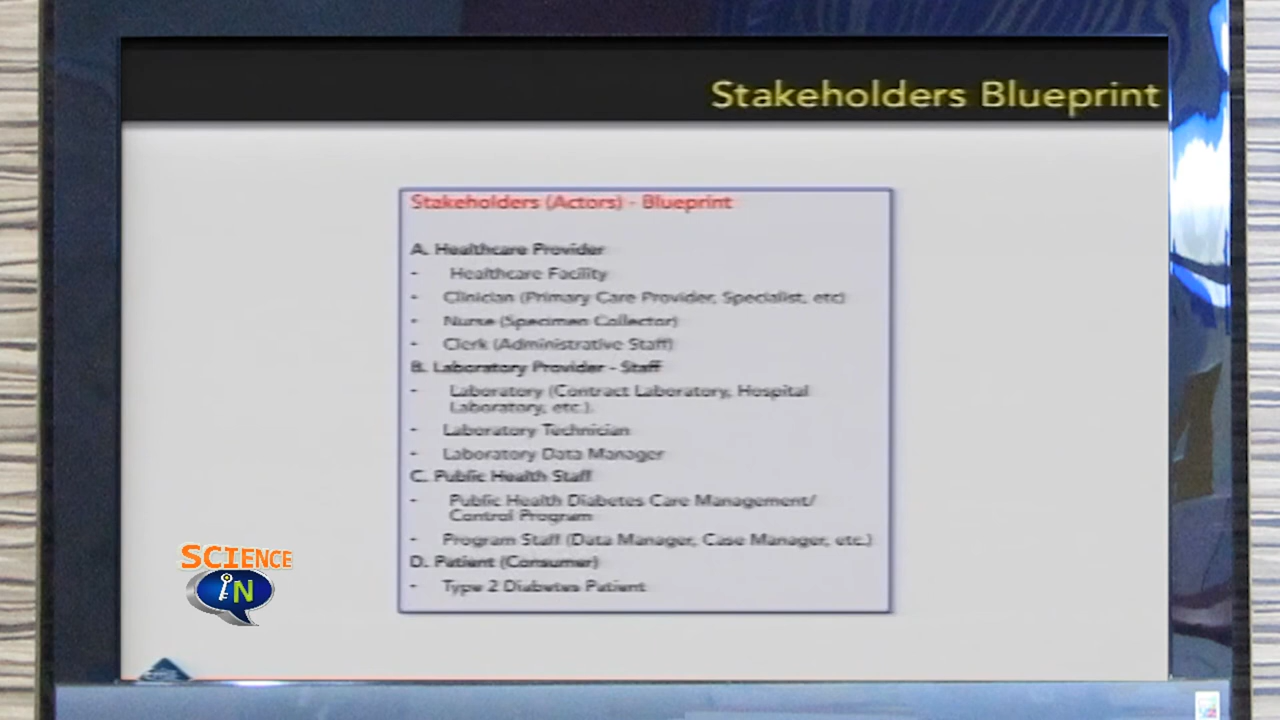 Stakeholders Blueprint
Stakeholders (Actors) - Blueprint
A. Healthcare Provider
- Healthcare Facility
- Clinician (Primary Care Provider, Specialist, etc)
- Nurse (Specimen Collector)
- Clerk (Administrative Staff)
B. Laboratory Provider - Staff
- Laboratory (Contract Laboratory, Hospital
Laboratory, etc.).
- Laboratory Technician
- Laboratory Data Manager
C. Public Health Staff
- Public Health Diabetes Care Management/
Control Program
- Program Staff (Data Manager, Case Manager, etc.)
D. Patient (Consumer)
- Type 2 Diabetes Patient
SCIENCE
iN